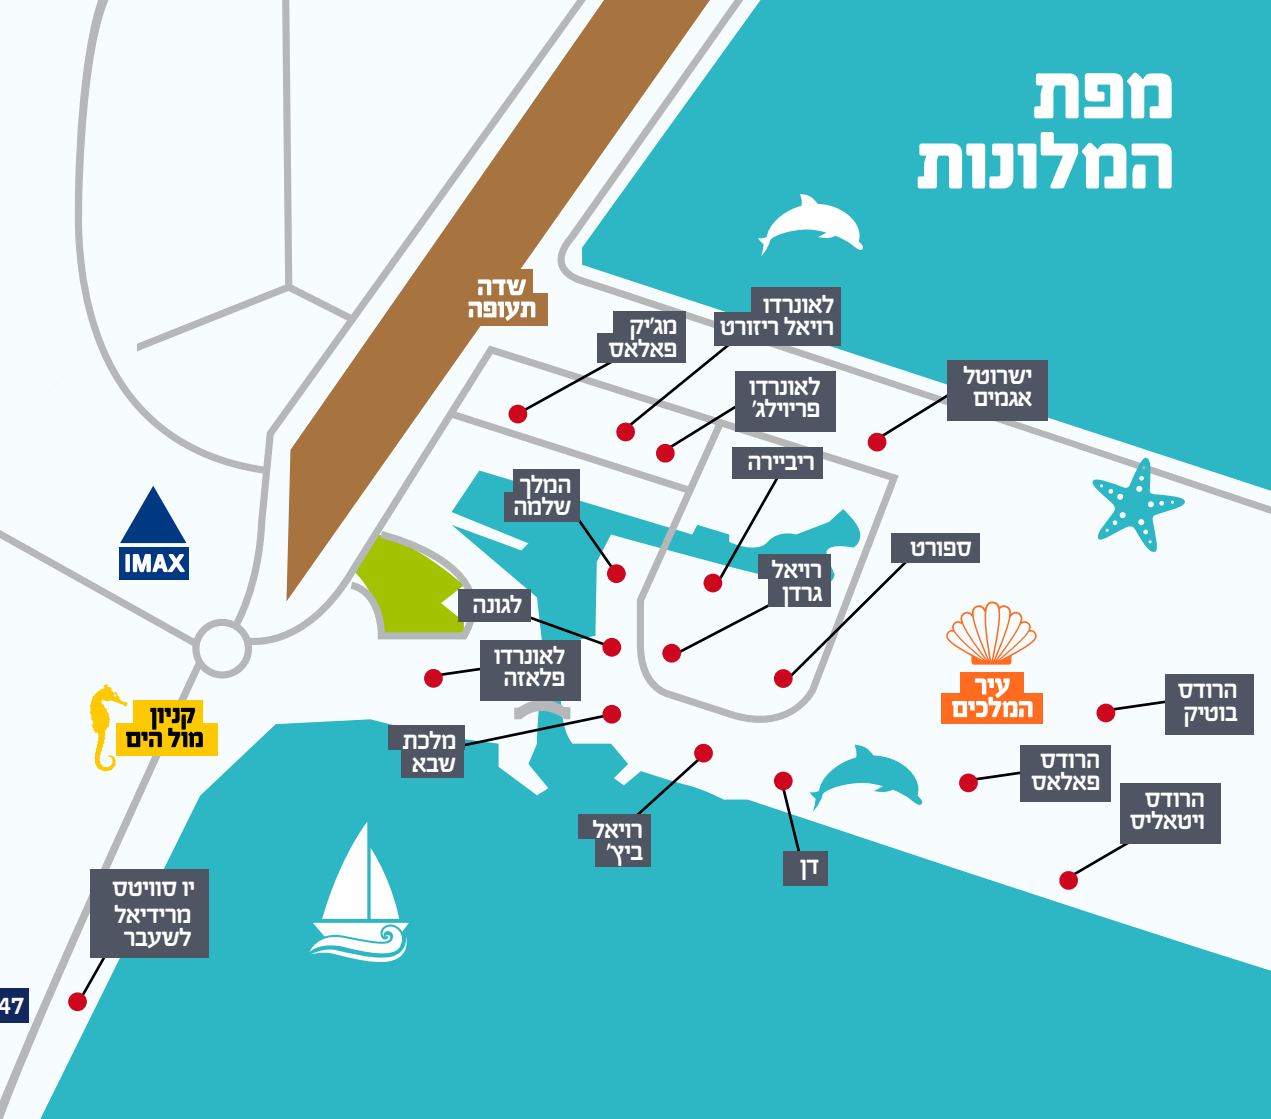 מפת
המלונות
שדה
תעופה
לאונרדו
רויאל ריזורט
מג'יק
פאלאס
ישרוטל
אגמים
לאונרדו
פריוילג'
ריביירה
המלך
שלמה
ספורט
רויאל
גרדן
IMAX
לגונה
לאונרדו
פלאזה
עיר
המלכים
הרודס
בוטיק
קניון
מול הים
מלכת
שבא
הרודס
פאלאס
הרודס
ויטאליס
רויאל
ביץ'
דן
יו סוויטס
מרידיאל
לשעבר
47